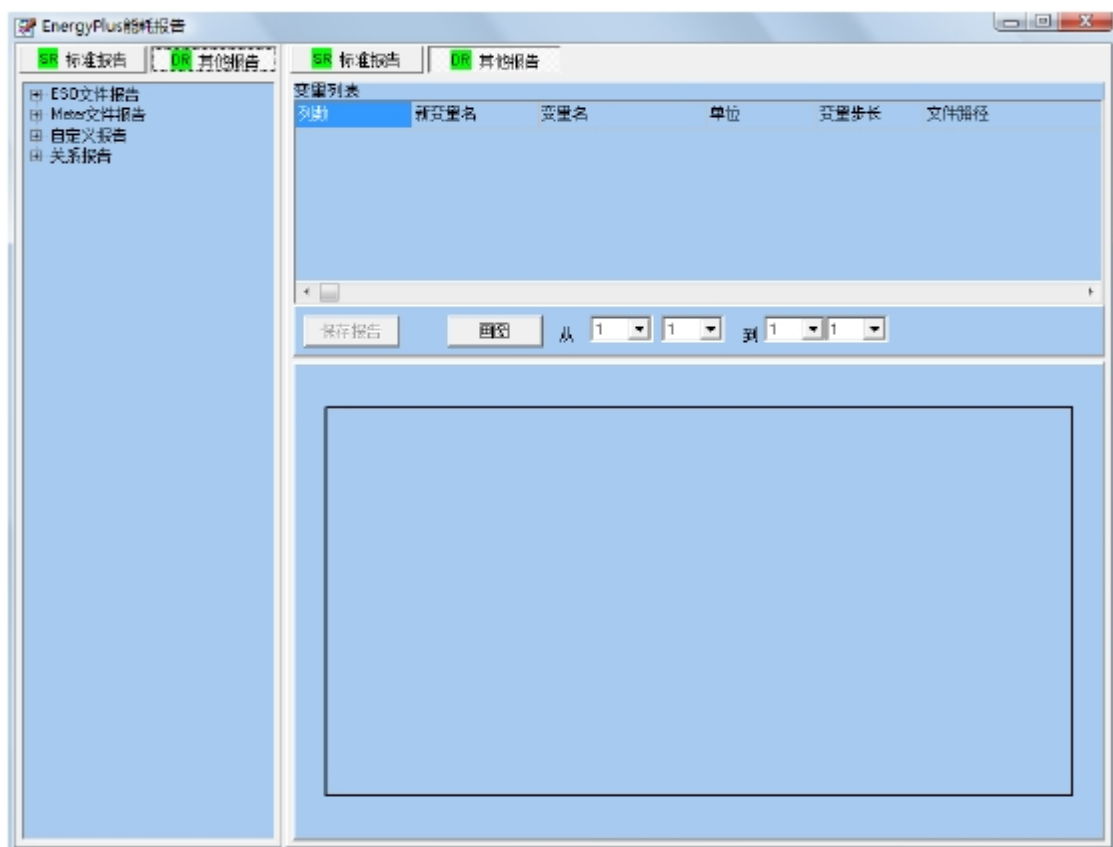 EnergyPlus能耗报告
SR 标准报告 OR 其他报告
ESO文件报告
Meter文件报告
自定义报告
关系报告
SR 标准报告 OR 其他报告
变量列表
列数 新变量名 变量名 单位 变量步长 文件路径
保存报告 画图 从 1 1 到 1 1